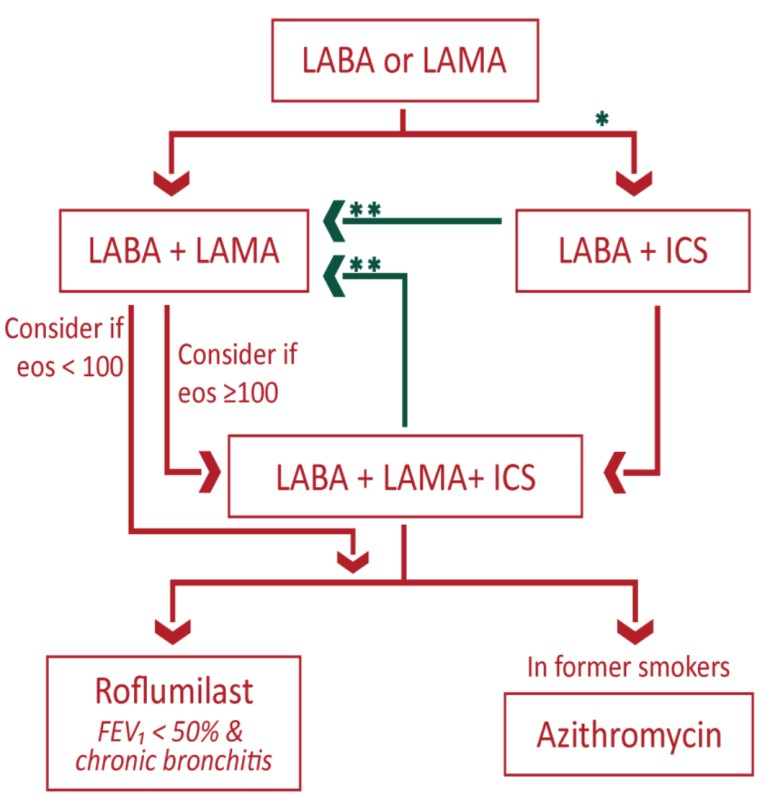 LABA or LAMA
*
LABA + LAMA
**
LABA + ICS
**
Consider if
eos < 100
Consider if
eos ≥100
LABA + LAMA+ ICS
Roflumilast
FEV₁ < 50% &
chronic bronchitis
In former smokers
Azithromycin